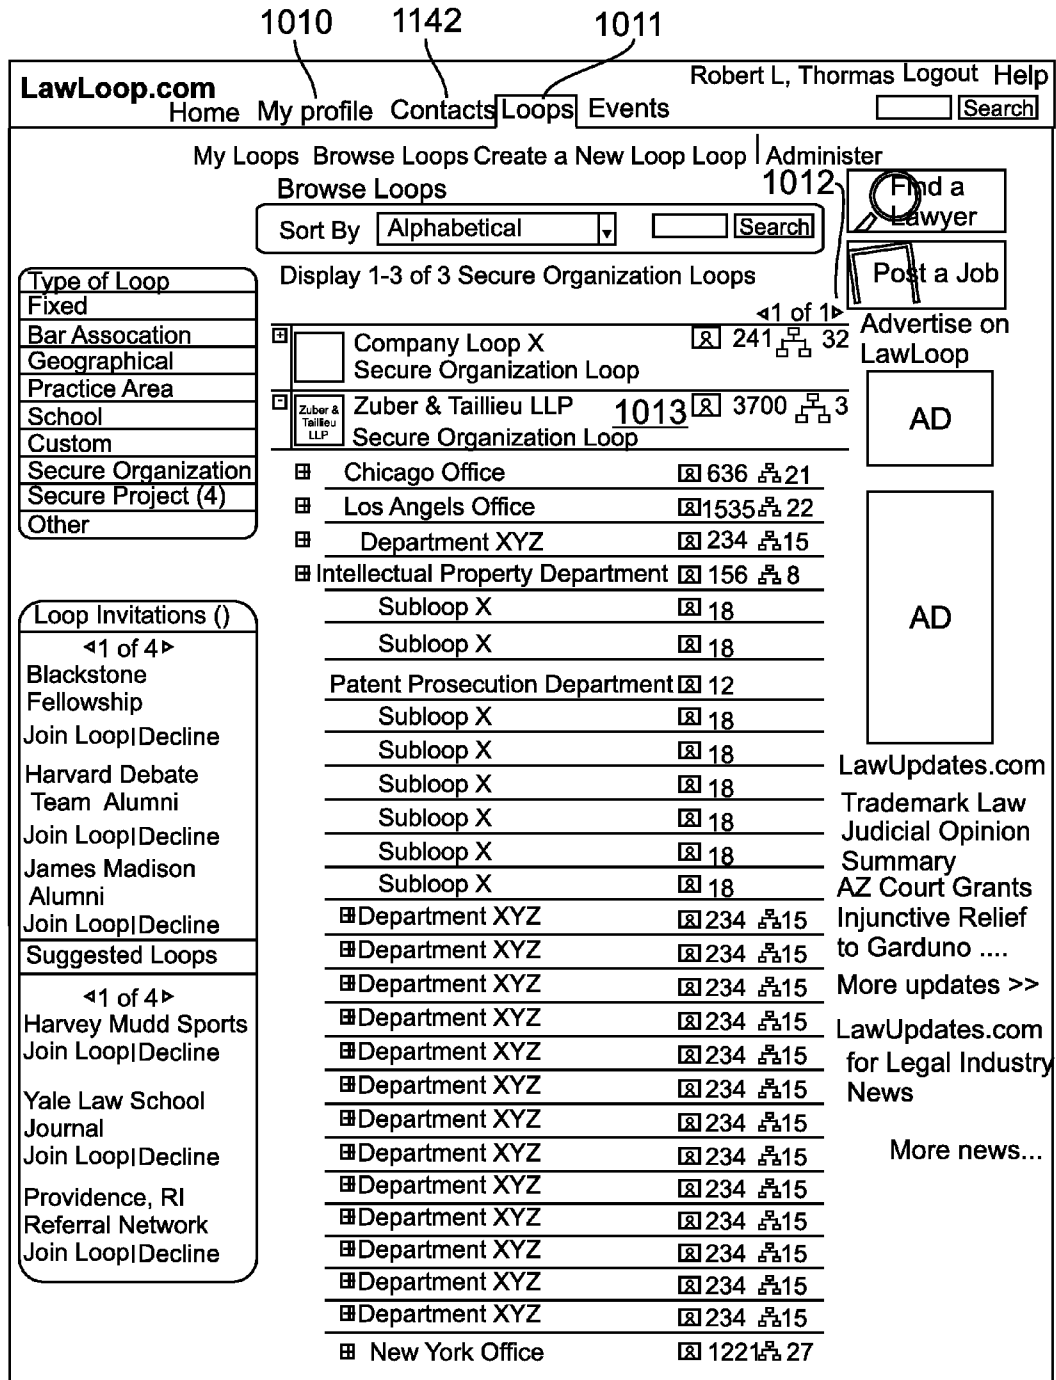 1010 1142 1011
LawLoop.com
Robert L, Thormas Logout Help
Home My profile Contacts Loops Events
Search
My Loops Browse Loops Create a New Loop Loop | Administer
Browse Loops
1012
Sort By Alphabetical Search
Display 1-3 of 3 Secure Organization Loops
1 of 1
Type of Loop
Fixed
Bar Assocation
Geographical
Practice Area
School
Custom
Secure Organization
Secure Project (4)
Other
Loop Invitations ()
1 of 4
Blackstone
Fellowship
Join Loop|Decline
Harvard Debate
Team Alumni
Join Loop|Decline
James Madison
Alumni
Join Loop|Decline
Suggested Loops
1 of 4
Harvey Mudd Sports
Join Loop|Decline
Yale Law School
Journal
Join Loop|Decline
Providence, RI
Referral Network
Join Loop|Decline
Company Loop X 241 32
Secure Organization Loop
Zuber &
Taillieu
LLP
Zuber & Taillieu LLP 1013 3700 3
Secure Organization Loop
Chicago Office 636 21
Los Angels Office 1535 22
Department XYZ 234 15
Intellectual Property Department 156 8
Subloop X 18
Subloop X 18
Patent Prosecution Department 12
Subloop X 18
Subloop X 18
Subloop X 18
Subloop X 18
Subloop X 18
Subloop X 18
Department XYZ 234 15
Department XYZ 234 15
Department XYZ 234 15
Department XYZ 234 15
Department XYZ 234 15
Department XYZ 234 15
Department XYZ 234 15
Department XYZ 234 15
Department XYZ 234 15
Department XYZ 234 15
Department XYZ 234 15
Department XYZ 234 15
Department XYZ 234 15
New York Office 1221 27
Find a
Lawyer
Post a Job
Advertise on
LawLoop
AD
AD
LawUpdates.com
Trademark Law
Judicial Opinion
Summary
AZ Court Grants
Injunctive Relief
to Garduno ....
More updates >>
LawUpdates.com
for Legal Industry
News
More news...